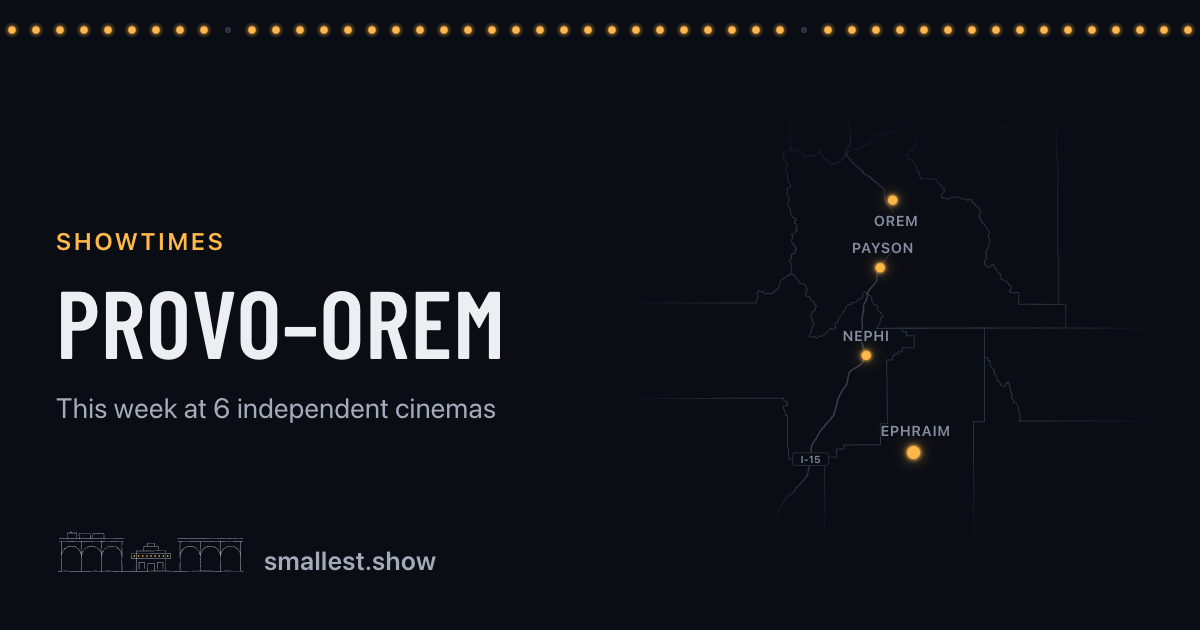 SHOWTIMES
PROVO–OREM
This week at 6 independent cinemas
smallest.show
OREM
PAYSON
NEPHI
EPHRAIM
I-15